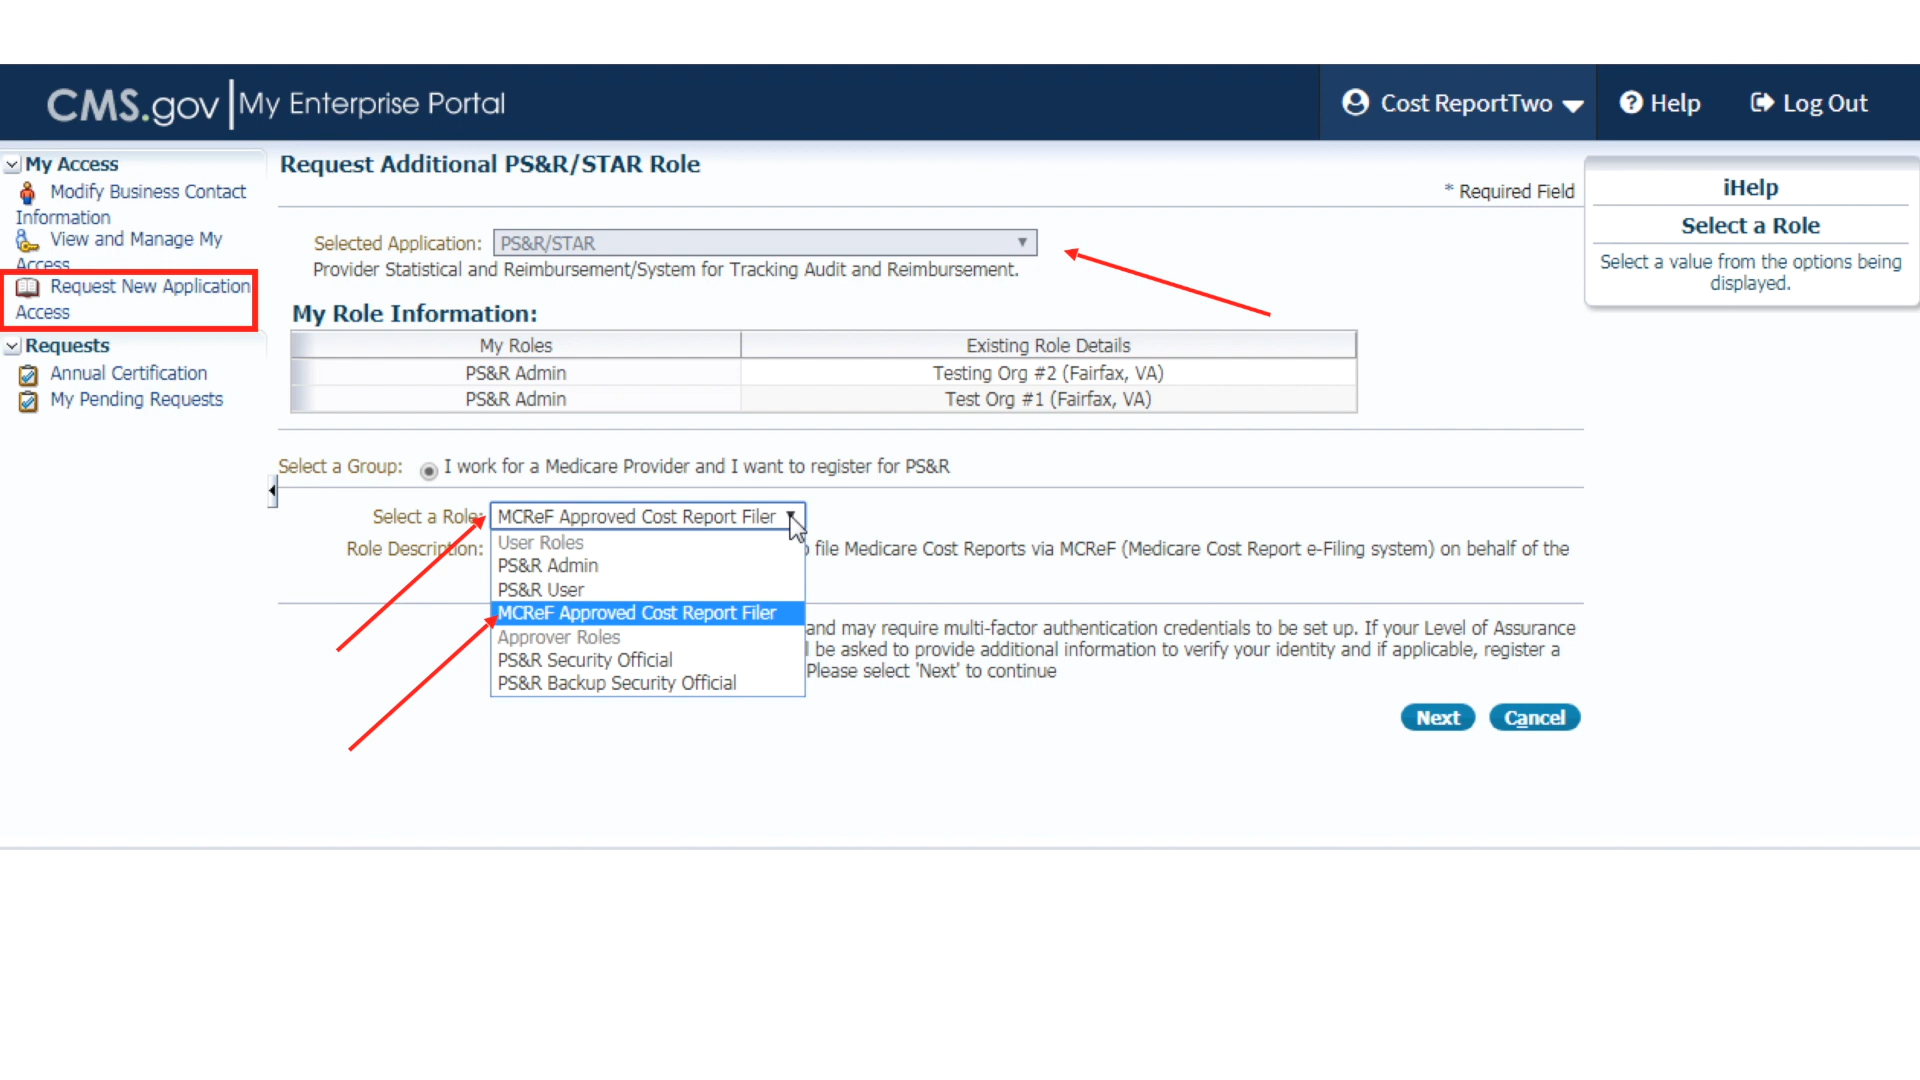 CMS.gov | My Enterprise Portal
Cost ReportTwo
Help
Log Out
My Access
Modify Business Contact
Information
View and Manage My
Access
Request New Application
Access
Requests
Annual Certification
My Pending Requests
Request Additional PS&R/STAR Role
* Required Field
Selected Application: PS&R/STAR
Provider Statistical and Reimbursement/System for Tracking Audit and Reimbursement.
My Role Information:
My Roles Existing Role Details
PS&R Admin Testing Org #2 (Fairfax, VA)
PS&R Admin Test Org #1 (Fairfax, VA)
Select a Group: I work for a Medicare Provider and I want to register for PS&R
Select a Role: MCReF Approved Cost Report Filer
Role Description: file Medicare Cost Reports via MCReF (Medicare Cost Report e-Filing system) on behalf of the
User Roles
PS&R Admin
PS&R User
MCReF Approved Cost Report Filer
Approver Roles
PS&R Security Official
PS&R Backup Security Official
and may require multi-factor authentication credentials to be set up. If your Level of Assurance
be asked to provide additional information to verify your identity and if applicable, register a
Please select 'Next' to continue
Next
Cancel
iHelp
Select a Role
Select a value from the options being
displayed.